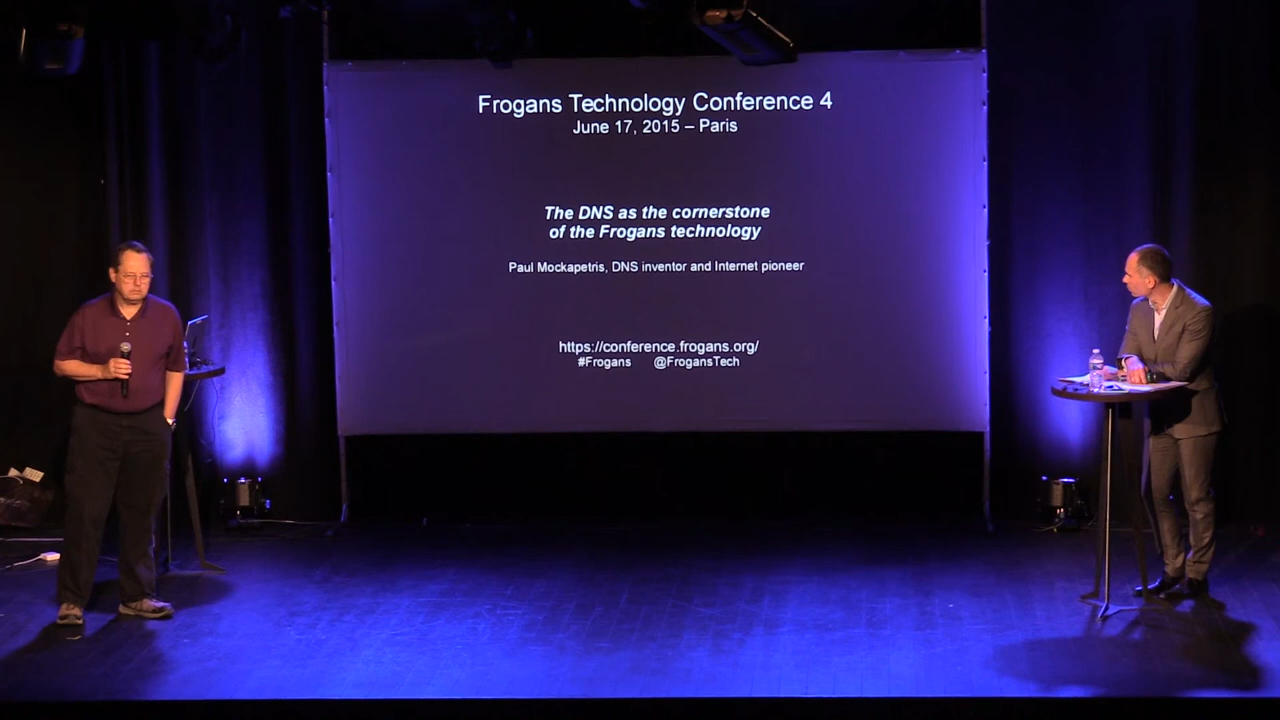 Frogans Technology Conference 4
June 17, 2015 – Paris
The DNS as the cornerstone
of the Frogans technology
Paul Mockapetris, DNS inventor and Internet pioneer
https://conference.frogans.org/
#Frogans @FrogansTech